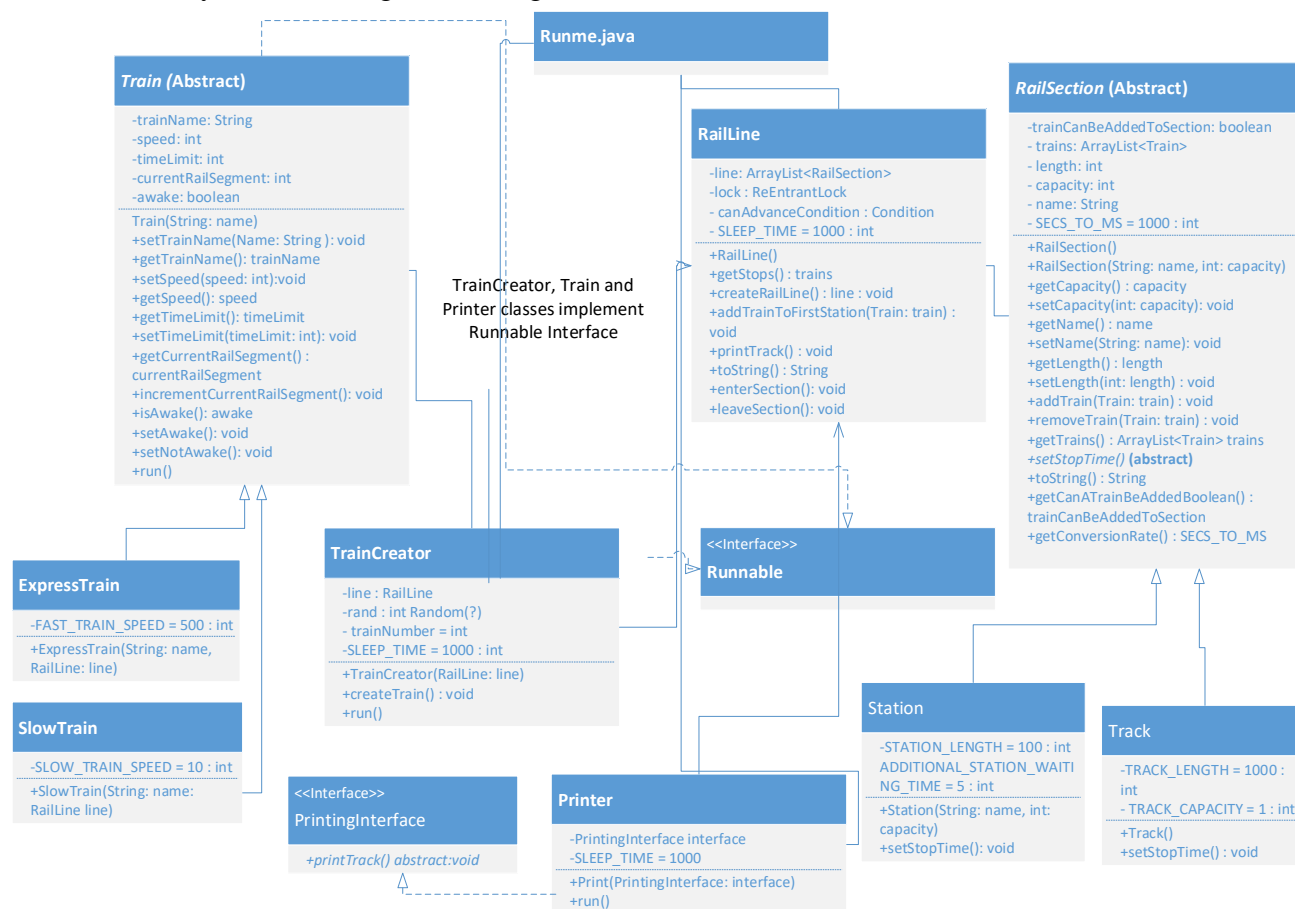 Runme.java
Train (Abstract)
-trainName: String
-speed: int
-timeLimit: int
-currentRailSegment: int
-awake: boolean
Train(String: name)
+setTrainName(Name: String ): void
+getTrainName(): trainName
+setSpeed(speed: int):void
+getSpeed(): speed
+getTimeLimit(): timeLimit
+setTimeLimit(timeLimit: int): void
+getCurrentRailSegment() :
currentRailSegment
+incrementCurrentRailSegment(): void
+isAwake(): awake
+setAwake(): void
+setNotAwake(): void
+run()
TrainCreator, Train and
Printer classes implement
Runnable Interface
RailLine
-line: ArrayList<RailSection>
-lock : ReEntrantLock
- canAdvanceCondition : Condition
- SLEEP_TIME = 1000 : int
+RailLine()
+getStops() : trains
+createRailLine() : line : void
+addTrainToFirstStation(Train: train) :
void
+printTrack() : void
+toString() : String
+enterSection(): void
+leaveSection(): void
RailSection (Abstract)
-trainCanBeAddedToSection: boolean
- trains: ArrayList<Train>
- length: int
- capacity: int
- name: String
- SECS_TO_MS = 1000 : int
+RailSection()
+RailSection(String: name, int: capacity)
+getCapacity() : capacity
+setCapacity(int: capacity): void
+getName() : name
+setName(String: name): void
+getLength() : length
+setLength(int: length) : void
+addTrain(Train: train) : void
+removeTrain(Train: train) : void
+getTrains() : ArrayList<Train> trains
+setStopTime() (abstract)
+toString() : String
+getCanATrainBeAddedBoolean() :
trainCanBeAddedToSection
+getConversionRate() : SECS_TO_MS
ExpressTrain
-FAST_TRAIN_SPEED = 500 : int
+ExpressTrain(String: name,
RailLine: line)
SlowTrain
-SLOW_TRAIN_SPEED = 10 : int
+SlowTrain(String: name:
RailLine line)
TrainCreator
-line : RailLine
-rand : int Random(?)
- trainNumber = int
-SLEEP_TIME = 1000 : int
+TrainCreator(RailLine: line)
+createTrain() : void
+run()
<<Interface>>
Runnable
<<Interface>>
PrintingInterface
+printTrack() abstract:void
Printer
-PrintingInterface interface
-SLEEP_TIME = 1000
+Print(PrintingInterface: interface)
+run()
Station
-STATION_LENGTH = 100 : int
ADDITIONAL_STATION_WAITI
NG_TIME = 5 : int
+Station(String: name, int:
capacity)
+setStopTime(): void
Track
-TRACK_LENGTH = 1000 :
int
- TRACK_CAPACITY = 1 : int
+Track()
+setStopTime() : void